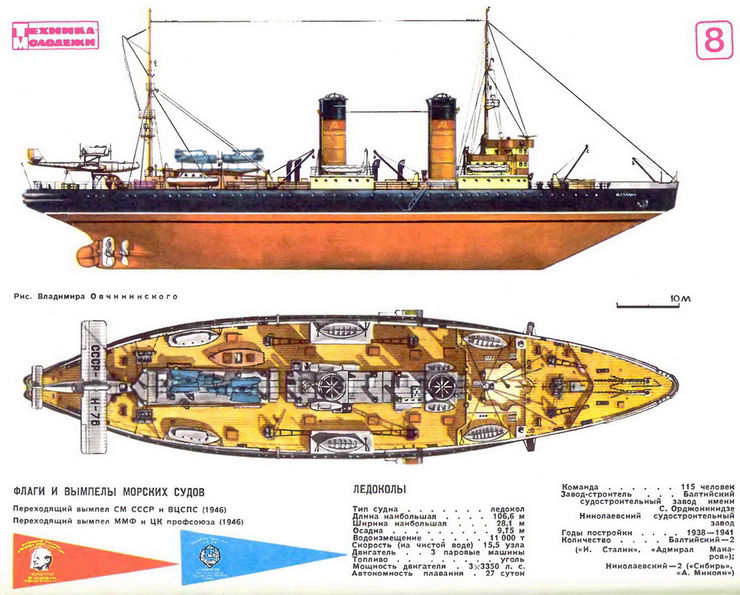 ТЕХНИКА-
МОЛОДЕЖИ
8
Рис. Владимира Овчининского
10м
СССР
Н-76
ФЛАГИ И ВЫМПЕЛЫ МОРСКИХ СУДОВ
Переходящий вымпел СМ СССР и ВЦСПС (1946)
Переходящий вымпел ММФ и ЦК профсоюза (1946)
ЛЕДОКОЛЫ
Тип судна . . . . . . . . ледокол
Длина наибольшая . . . . . . 106,6 м
Ширина наибольшая . . . . . 28,1 м
Осадка . . . . . . . . . . 9,15 м
Водоизмещение . . . . . . . 11 000 т
Скорость (на чистой воде) . . 15,5 узла
Двигатель . . . 3 паровые машины
Топливо . . . . . . . . . . уголь
Мощность двигателя . . 3×3350 л. с.
Автономность плавания . . 27 суток
Команда . . . . . . 115 человек
Завод-строитель . . . Балтийский
судостроительный завод имени
С. Орджоникидзе
Николаевский судостроительный
завод
Годы постройки . . 1938—1941
Количество . . . Балтийский—2
(«И. Сталин», «Адмирал Мака-
ров»);
Николаевский—2 («Сибирь»,
«А. Микоян»)